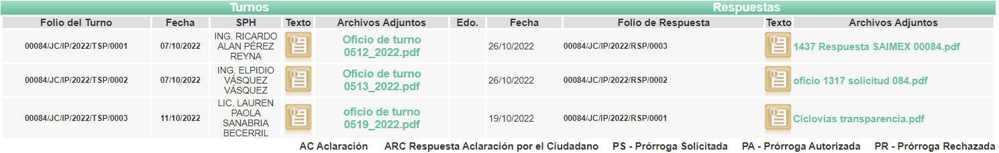 Turnos Respuestas
Folio del Turno Fecha SPH Texto Archivos Adjuntos Edo. Fecha Folio de Respuesta Texto Archivos Adjuntos
00084/JC/IP/2022/TSP/0001 07/10/2022 ING. RICARDO ALAN PÉREZ REYNA Oficio de turno 0512_2022.pdf 26/10/2022 00084/JC/IP/2022/RSP/0003 1437 Respuesta SAIMEX 00084.pdf
00084/JC/IP/2022/TSP/0002 07/10/2022 ING. ELPIDIO VÁSQUEZ VÁSQUEZ Oficio de turno 0513_2022.pdf 26/10/2022 00084/JC/IP/2022/RSP/0002 oficio 1317 solicitud 084.pdf
00084/JC/IP/2022/TSP/0003 11/10/2022 LIC. LAUREN PAOLA SANABRIA BECERRIL oficio de turno 0519_2022.pdf 19/10/2022 00084/JC/IP/2022/RSP/0001 Ciclovías transparencia.pdf
AC Aclaración ARC Respuesta Aclaración por el Ciudadano PS - Prórroga Solicitada PA - Prórroga Autorizada PR - Prórroga Rechazada